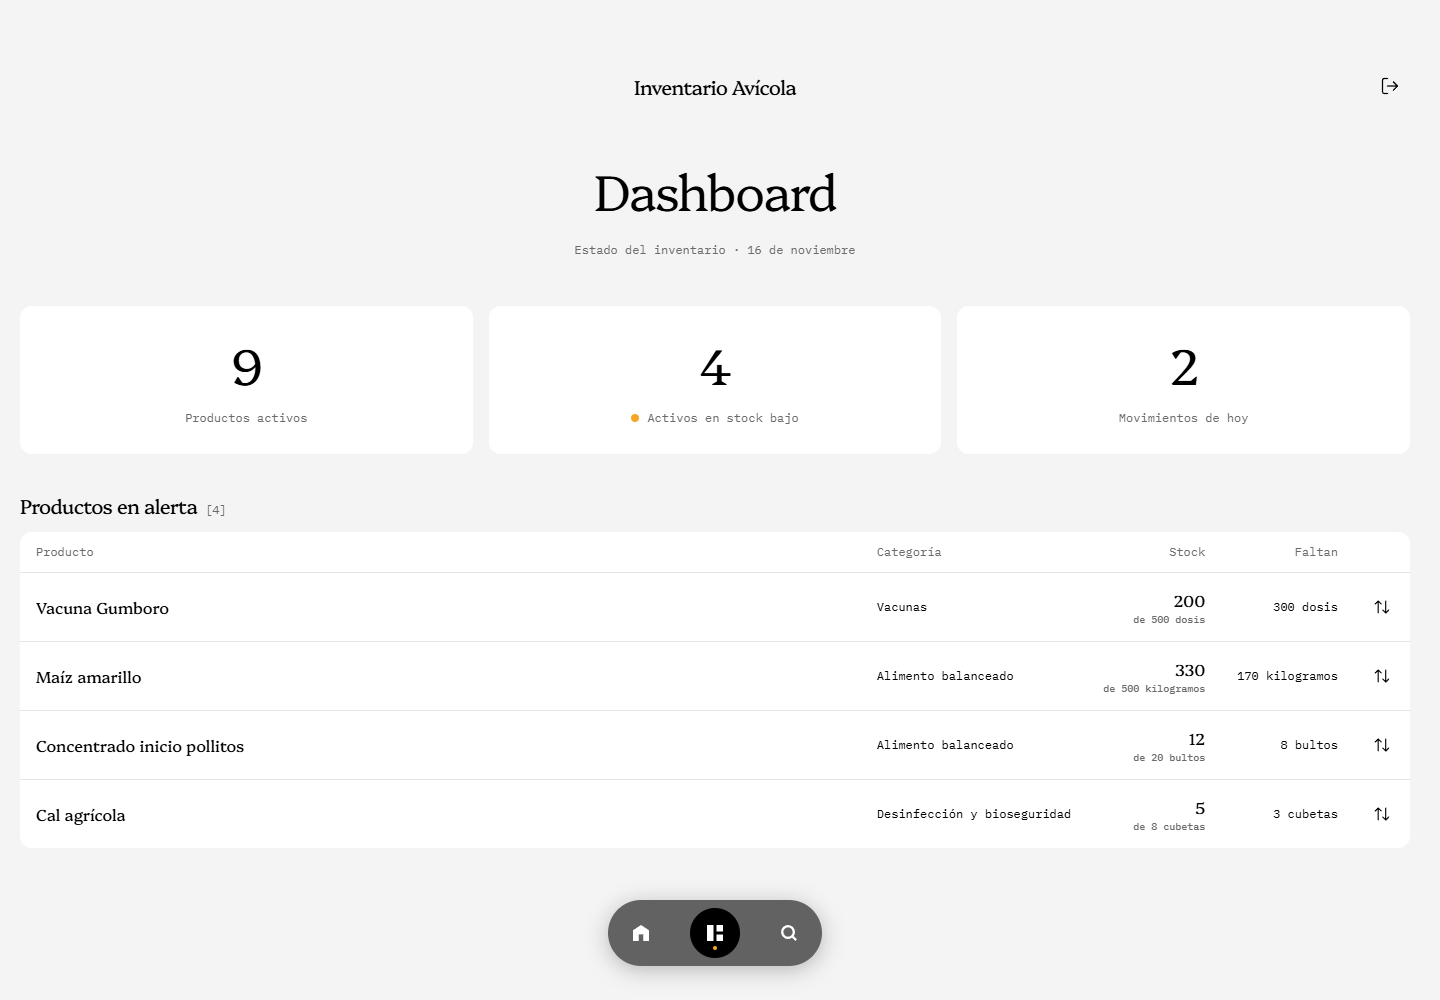 Inventario Avícola
Dashboard
Estado del inventario · 16 de noviembre
9
Productos activos
4
Activos en stock bajo
2
Movimientos de hoy
Productos en alerta [4]
Producto Categoría Stock Faltan
Vacuna Gumboro Vacunas 200 300 dosis
de 500 dosis
Maíz amarillo Alimento balanceado 330 170 kilogramos
de 500 kilogramos
Concentrado inicio pollitos Alimento balanceado 12 8 bultos
de 20 bultos
Cal agrícola Desinfección y bioseguridad 5 3 cubetas
de 8 cubetas